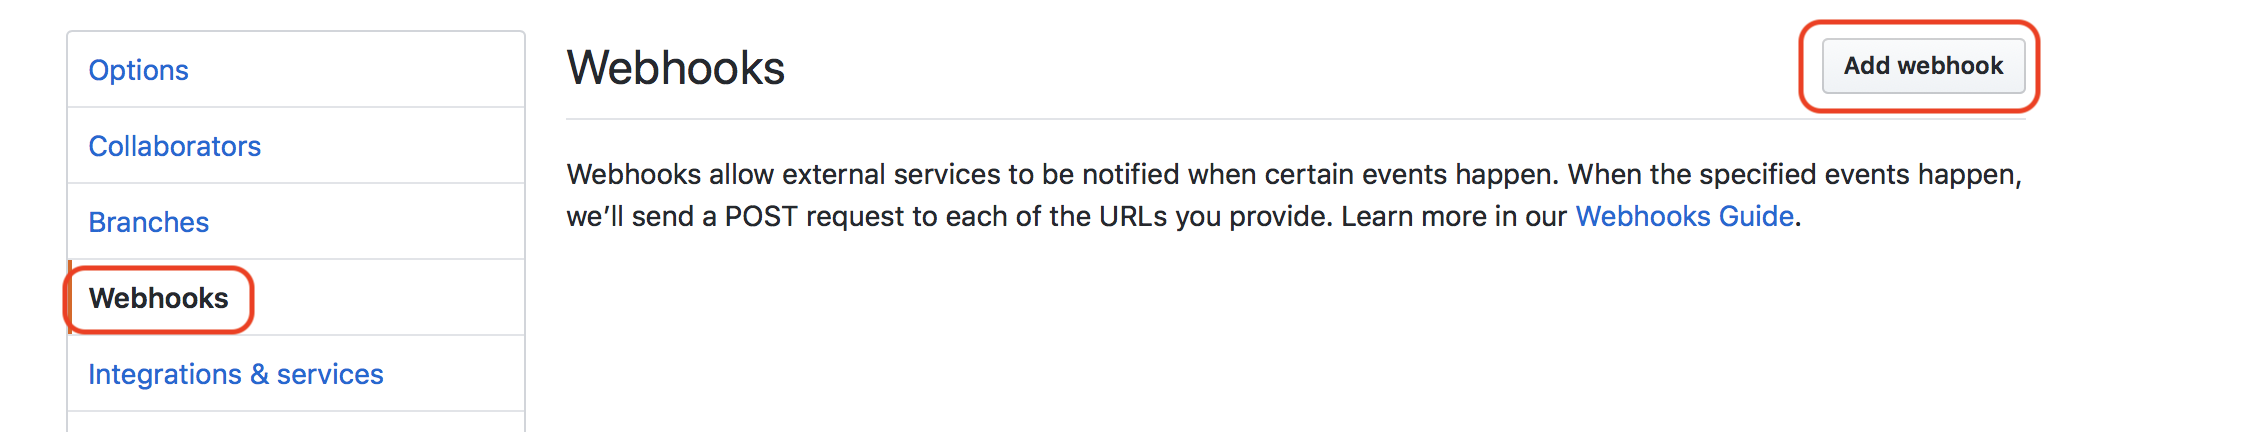 Options
Collaborators
Branches
Webhooks
Integrations & services
Webhooks
Add webhook
Webhooks allow external services to be notified when certain events happen. When the specified events happen,
we’ll send a POST request to each of the URLs you provide. Learn more in our Webhooks Guide.